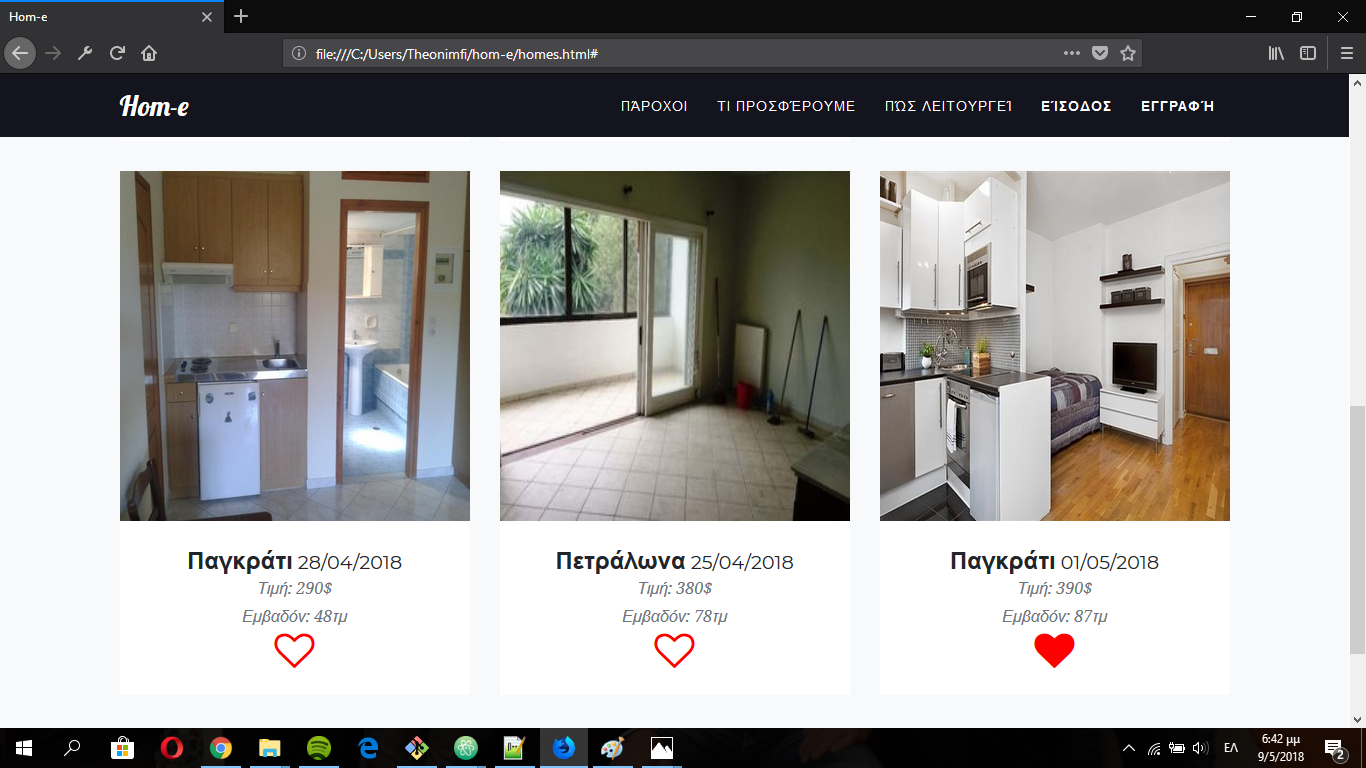 Hom-e
file:///C:/Users/Theonimfi/hom-e/homes.html#
Hom-e
ΠΆΡΟΧΟΙ ΤΙ ΠΡΟΣΦΈΡΟΥΜΕ ΠΏΣ ΛΕΙΤΟΥΡΓΕΊ ΕΊΣΟΔΟΣ ΕΓΓΡΑΦΉ
Παγκράτι 28/04/2018
Τιμή: 290$
Εμβαδόν: 48τμ
Πετράλωνα 25/04/2018
Τιμή: 380$
Εμβαδόν: 78τμ
Παγκράτι 01/05/2018
Τιμή: 390$
Εμβαδόν: 87τμ
ΕΛ
6:42 μμ
9/5/2018
2